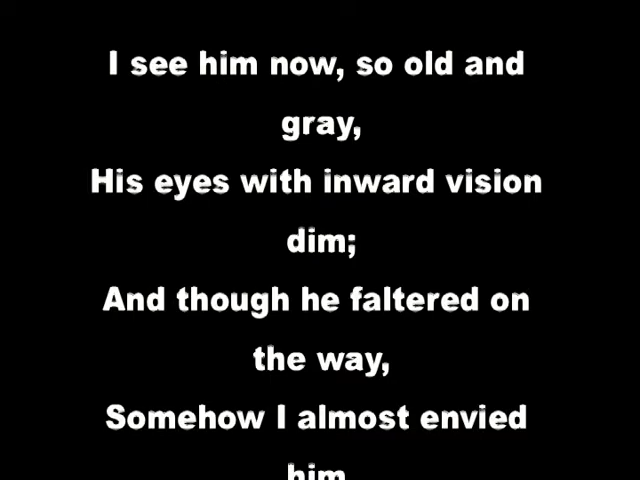 I see him now, so old and
gray,
His eyes with inward vision
dim;
And though he faltered on
the way,
Somehow I almost envied
him